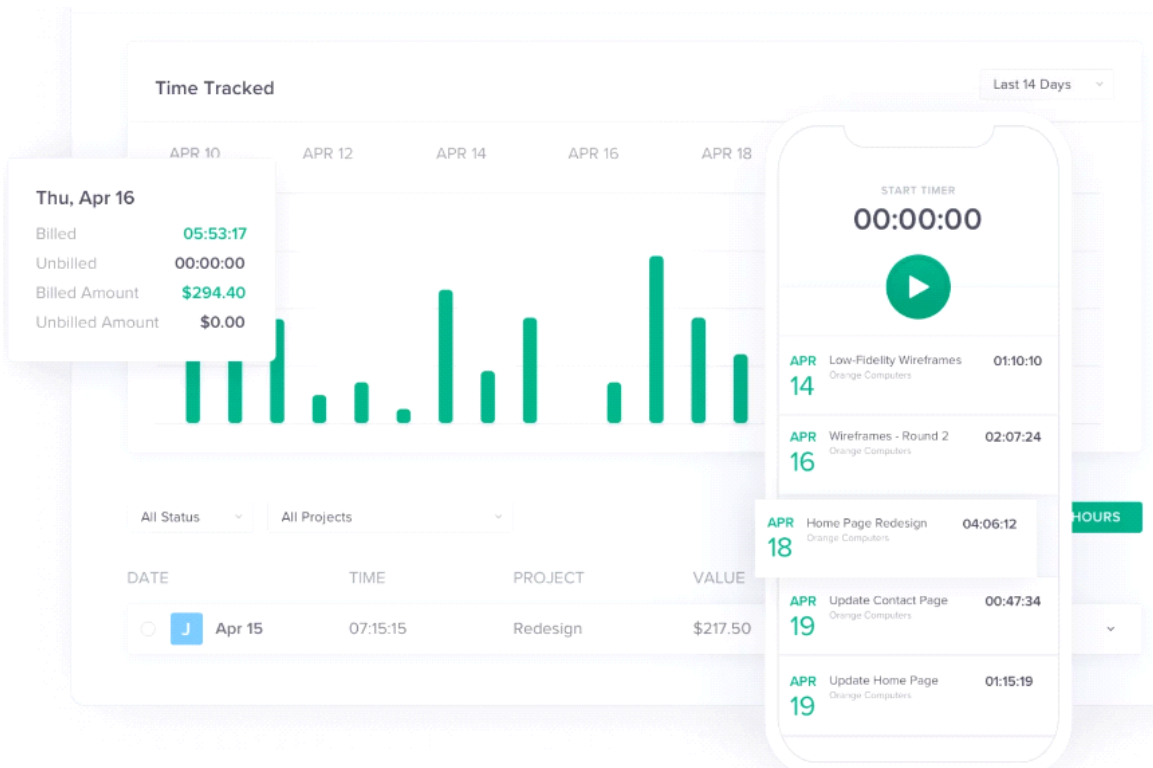 Time Tracked
Last 14 Days
APR 10
APR 12
APR 14
APR 16
APR 18
Thu, Apr 16
Billed 05:53:17
Unbilled 00:00:00
Billed Amount $294.40
Unbilled Amount $0.00
All Status
All Projects
HOURS
DATE TIME PROJECT VALUE
J Apr 15 07:15:15 Redesign $217.50
START TIMER
00:00:00
APR 14 Low-Fidelity Wireframes 01:10:10
Orange Computers
APR 16 Wireframes - Round 2 02:07:24
Orange Computers
APR 18 Home Page Redesign 04:06:12
Orange Computers
APR 19 Update Contact Page 00:47:34
Orange Computers
APR 19 Update Home Page 01:15:19
Orange Computers